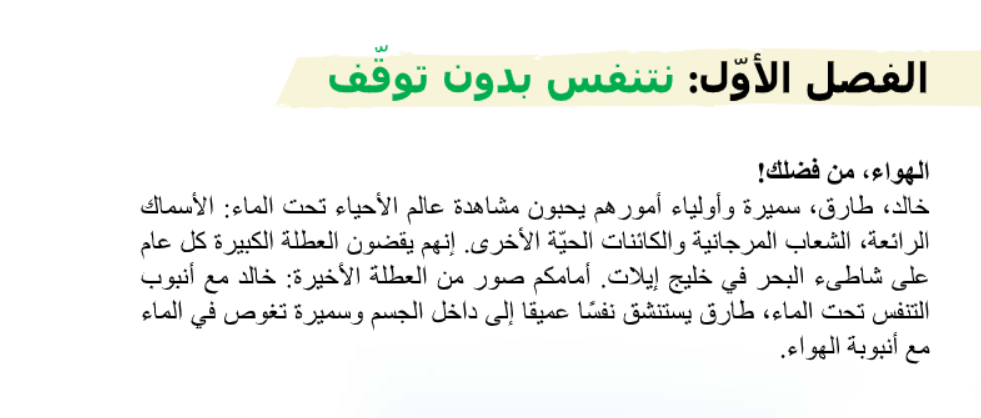 الفصل الأوّل: نتنفس بدون توقّف
الهواء، من فضلك!
خالد، طارق، سميرة وأولياء أمورهم يحبون مشاهدة عالم الأحياء تحت الماء: الأسماك
الرائعة، الشعاب المرجانية والكائنات الحيّة الأخرى. إنهم يقضون العطلة الكبيرة كل عام
على شاطىء البحر في خليج إيلات. أمامكم صور من العطلة الأخيرة: خالد مع أنبوب
التنفس تحت الماء، طارق يستنشق نفسًا عميقا إلى داخل الجسم وسميرة تغوص في الماء
مع أنبوبة الهواء.